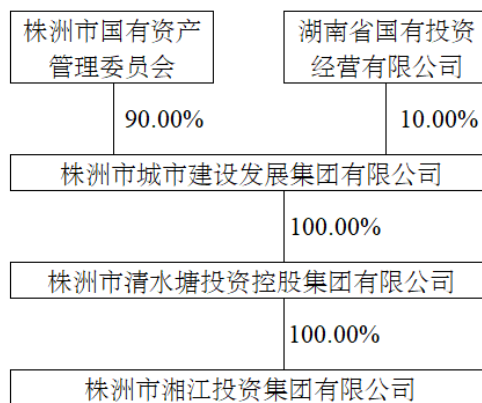 株洲市国有资产
管理委员会
湖南省国有投资
经营有限公司
90.00%
10.00%
株洲市城市建设发展集团有限公司
100.00%
株洲市清水塘投资控股集团有限公司
100.00%
株洲市湘江投资集团有限公司